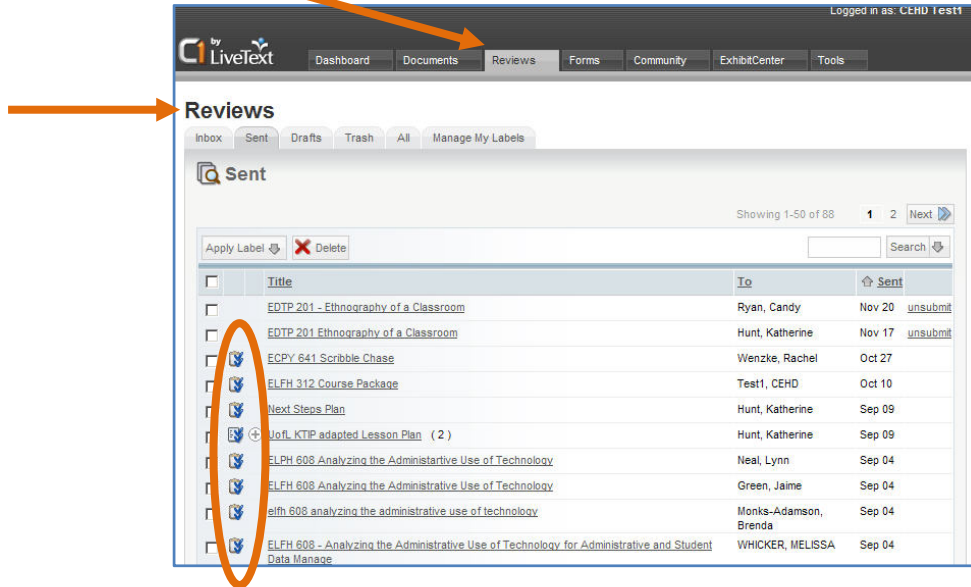 Logged in as: CEHD Test1
C1 by LiveText
Dashboard Documents Reviews Forms Community ExhibitCenter Tools
Reviews
Inbox Sent Drafts Trash All Manage My Labels
Sent
Showing 1-50 of 88 1 2 Next
Apply Label Delete Search
Title To Sent
EDTP 201 - Ethnography of a Classroom Ryan, Candy Nov 20 unsubmit
EDTP 201 Ethnography of a Classroom Hunt, Katherine Nov 17 unsubmit
ECPY 641 Scribble Chase Wenzke, Rachel Oct 27
ELFH 312 Course Package Test1, CEHD Oct 10
Next Steps Plan Hunt, Katherine Sep 09
UofL KTIP adapted Lesson Plan ( 2 ) Hunt, Katherine Sep 09
ELPH 608 Analyzing the Administartive Use of Technology Neal, Lynn Sep 04
ELFH 608 Analyzing the Administrative Use of Technology Green, Jaime Sep 04
elfh 608 analyzing the administrative use of technology Monks-Adamson, Brenda Sep 04
ELFH 608 - Analyzing the Administrative Use of Technology for Administrative and Student WHICKER, MELISSA Sep 04
Data Manage